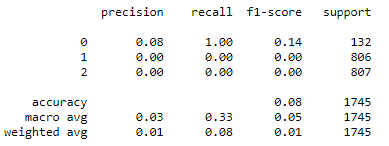 precision recall f1-score support
0 0.08 1.00 0.14 132
1 0.00 0.00 0.00 806
2 0.00 0.00 0.00 807
accuracy 0.08 1745
macro avg 0.03 0.33 0.05 1745
weighted avg 0.01 0.08 0.01 1745